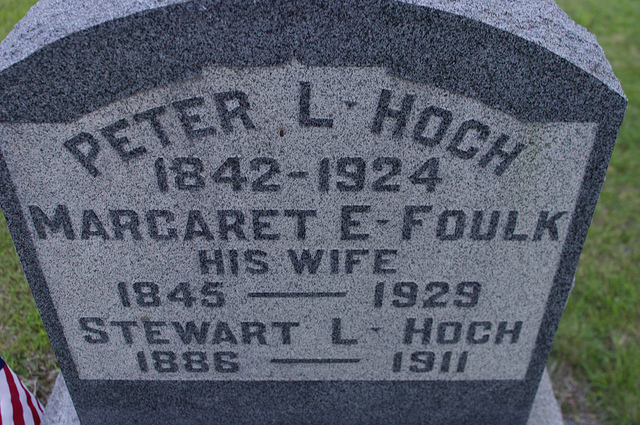 PETER L. HOCH
1842-1924
MARGARET E. FOULK
HIS WIFE
1845 — 1929
STEWART L. HOCH
1886 — 1911